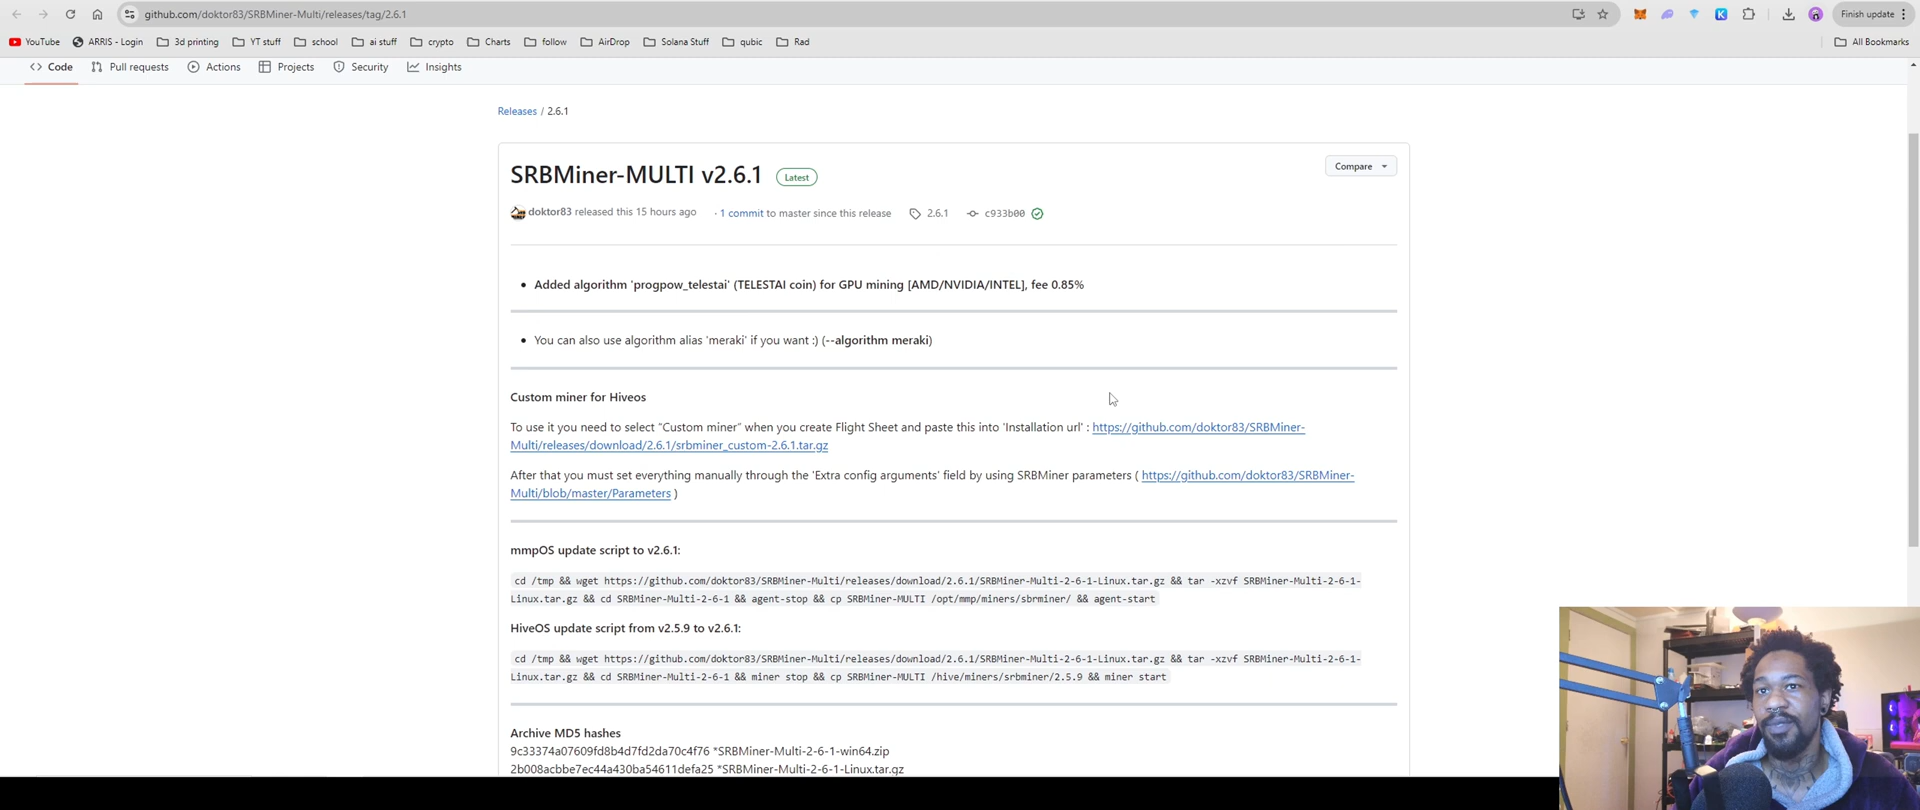 github.com/doktor83/SRBMiner-Multi/releases/tag/2.6.1
Finish update
YouTube ARRIS - Login 3d printing YT stuff school ai stuff crypto Charts follow AirDrop Solana Stuff qubic Rad All Bookmarks
Code Pull requests Actions Projects Security Insights
Releases / 2.6.1
SRBMiner-MULTI v2.6.1 Latest
Compare
doktor83 released this 15 hours ago · 1 commit to master since this release 2.6.1 c933b00
• Added algorithm 'progpow_telestai' (TELESTAI coin) for GPU mining [AMD/NVIDIA/INTEL], fee 0.85%
• You can also use algorithm alias 'meraki' if you want :) (--algorithm meraki)
Custom miner for Hiveos
To use it you need to select "Custom miner" when you create Flight Sheet and paste this into 'Installation url' : https://github.com/doktor83/SRBMiner-
Multi/releases/download/2.6.1/srbminer_custom-2.6.1.tar.gz
After that you must set everything manually through the 'Extra config arguments' field by using SRBMiner parameters ( https://github.com/doktor83/SRBMiner-
Multi/blob/master/Parameters )
mmpOS update script to v2.6.1:
cd /tmp && wget https://github.com/doktor83/SRBMiner-Multi/releases/download/2.6.1/SRBMiner-Multi-2-6-1-Linux.tar.gz && tar -xzvf SRBMiner-Multi-2-6-1-
Linux.tar.gz && cd SRBMiner-Multi-2-6-1 && agent-stop && cp SRBMiner-MULTI /opt/mmp/miners/sbrminer/ && agent-start
HiveOS update script from v2.5.9 to v2.6.1:
cd /tmp && wget https://github.com/doktor83/SRBMiner-Multi/releases/download/2.6.1/SRBMiner-Multi-2-6-1-Linux.tar.gz && tar -xzvf SRBMiner-Multi-2-6-1-
Linux.tar.gz && cd SRBMiner-Multi-2-6-1 && miner stop && cp SRBMiner-MULTI /hive/miners/srbminer/2.5.9 && miner start
Archive MD5 hashes
9c33374a07609fd8b4d7fd2da70c4f76 *SRBMiner-Multi-2-6-1-win64.zip
2b008acbbe7ec44a430ba54611defa25 *SRBMiner-Multi-2-6-1-Linux.tar.gz